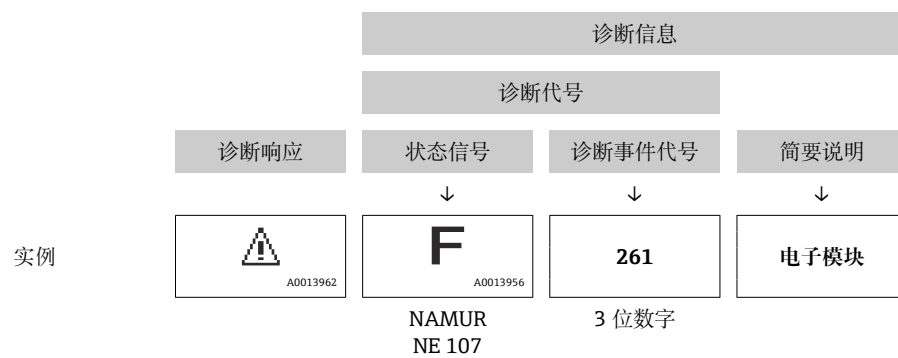 诊断信息
诊断代号
诊断响应 状态信号 诊断事件代号 简要说明
↓ ↓ ↓
实例 F 261 电子模块
A0013962 A0013956
NAMUR 3 位数字
NE 107